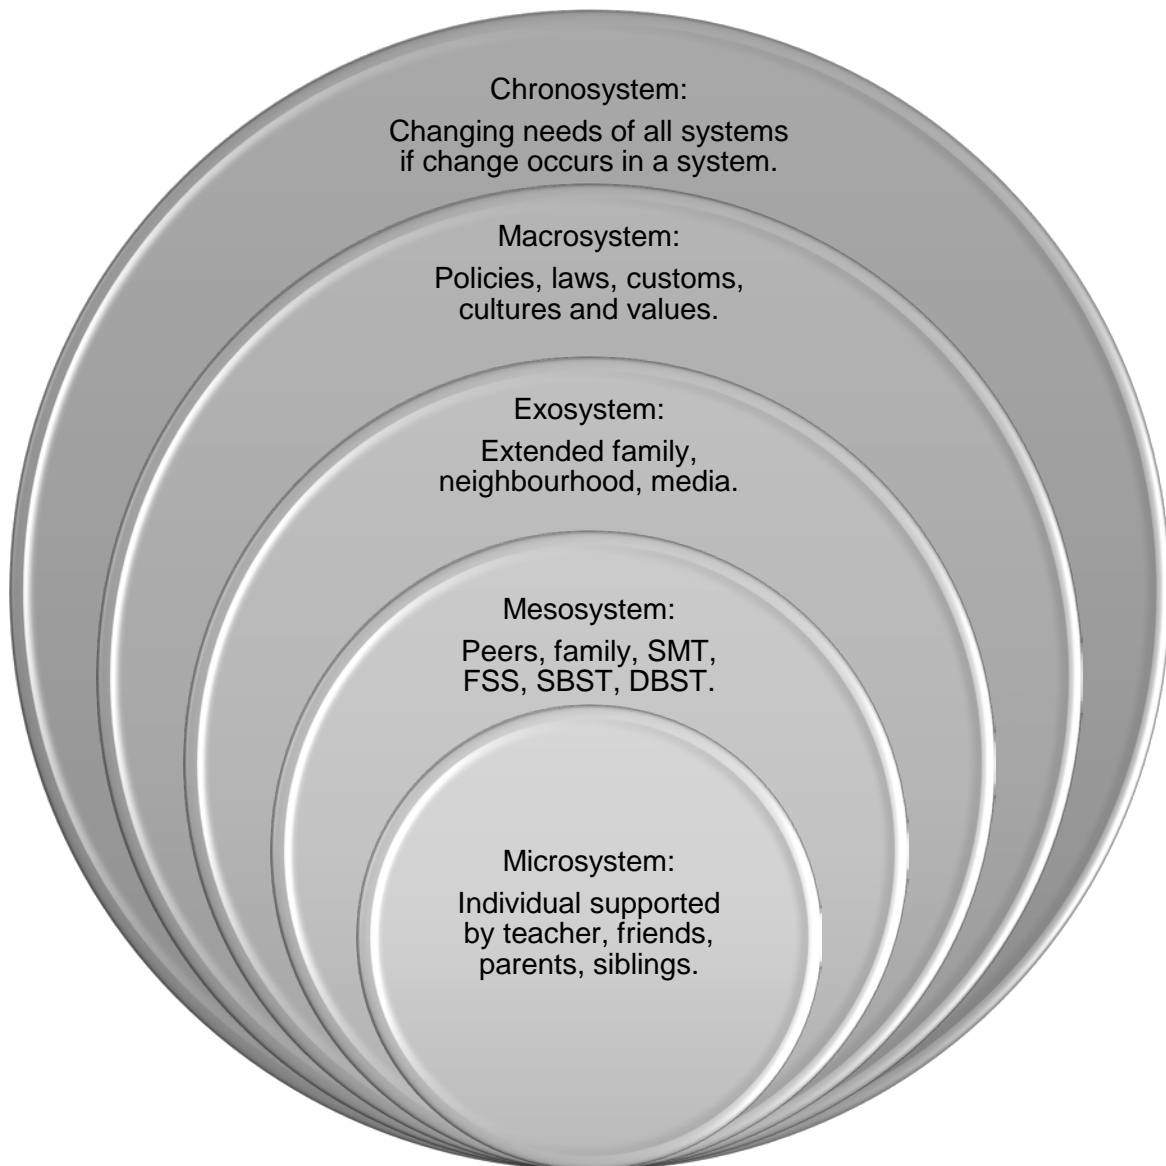 Chronosystem:
Changing needs of all systems
if change occurs in a system.
Macrosystem:
Policies, laws, customs,
cultures and values.
Exosystem:
Extended family,
neighbourhood, media.
Mesosystem:
Peers, family, SMT,
FSS, SBST, DBST.
Microsystem:
Individual supported
by teacher, friends,
parents, siblings.